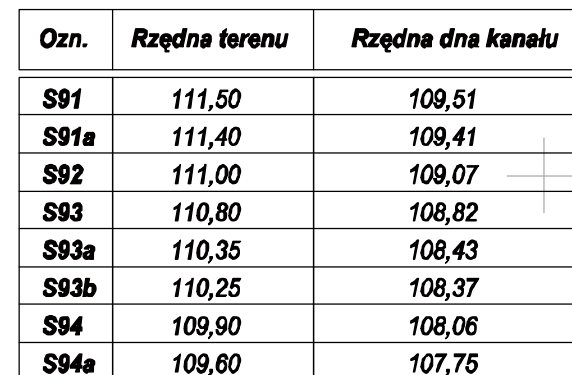 Ozn. Rzędna terenu Rzędna dna kanału
S91 111,50 109,51
S91a 111,40 109,41
S92 111,00 109,07
S93 110,80 108,82
S93a 110,35 108,43
S93b 110,25 108,37
S94 109,90 108,06
S94a 109,60 107,75